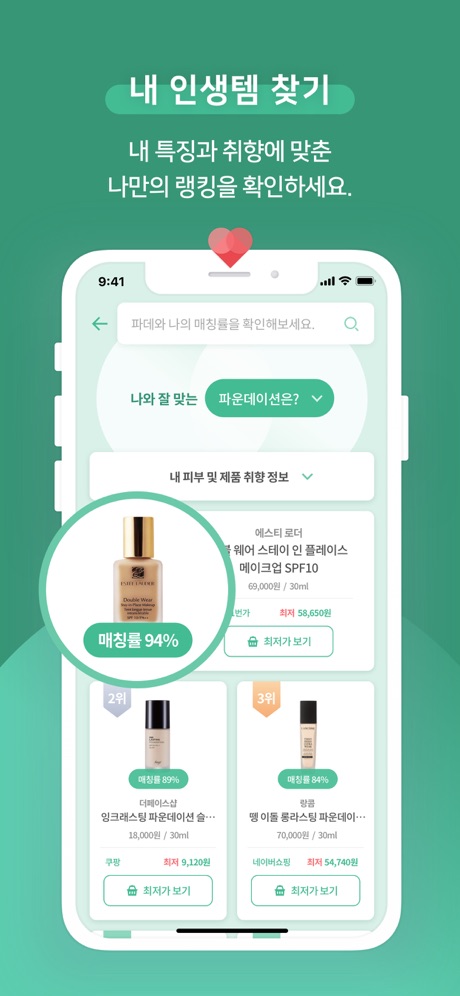 내 인생템 찾기
내 특징과 취향에 맞춘
나만의 랭킹을 확인하세요.
9:41
파데와 나의 매칭률을 확인해보세요.
나와 잘 맞는
파운데이션은?
내 피부 및 제품 취향 정보
에스티 로더
웨어 스테이 인 플레이스
메이크업 SPF10
69,000원 / 30ml
최저 58,650원
최저가 보기
ESTEE LAUDER
Double Wear
Stay-in-Place Makeup
매칭률 94%
2위
매칭률 89%
더페이스샵
잉크래스팅 파운데이션 슬…
18,000원 / 30ml
쿠팡
최저 9,120원
최저가 보기
3위
매칭률 84%
랑콤
뗑 이돌 롱라스팅 파운데이…
70,000원 / 30ml
네이버쇼핑
최저 54,740원
최저가 보기